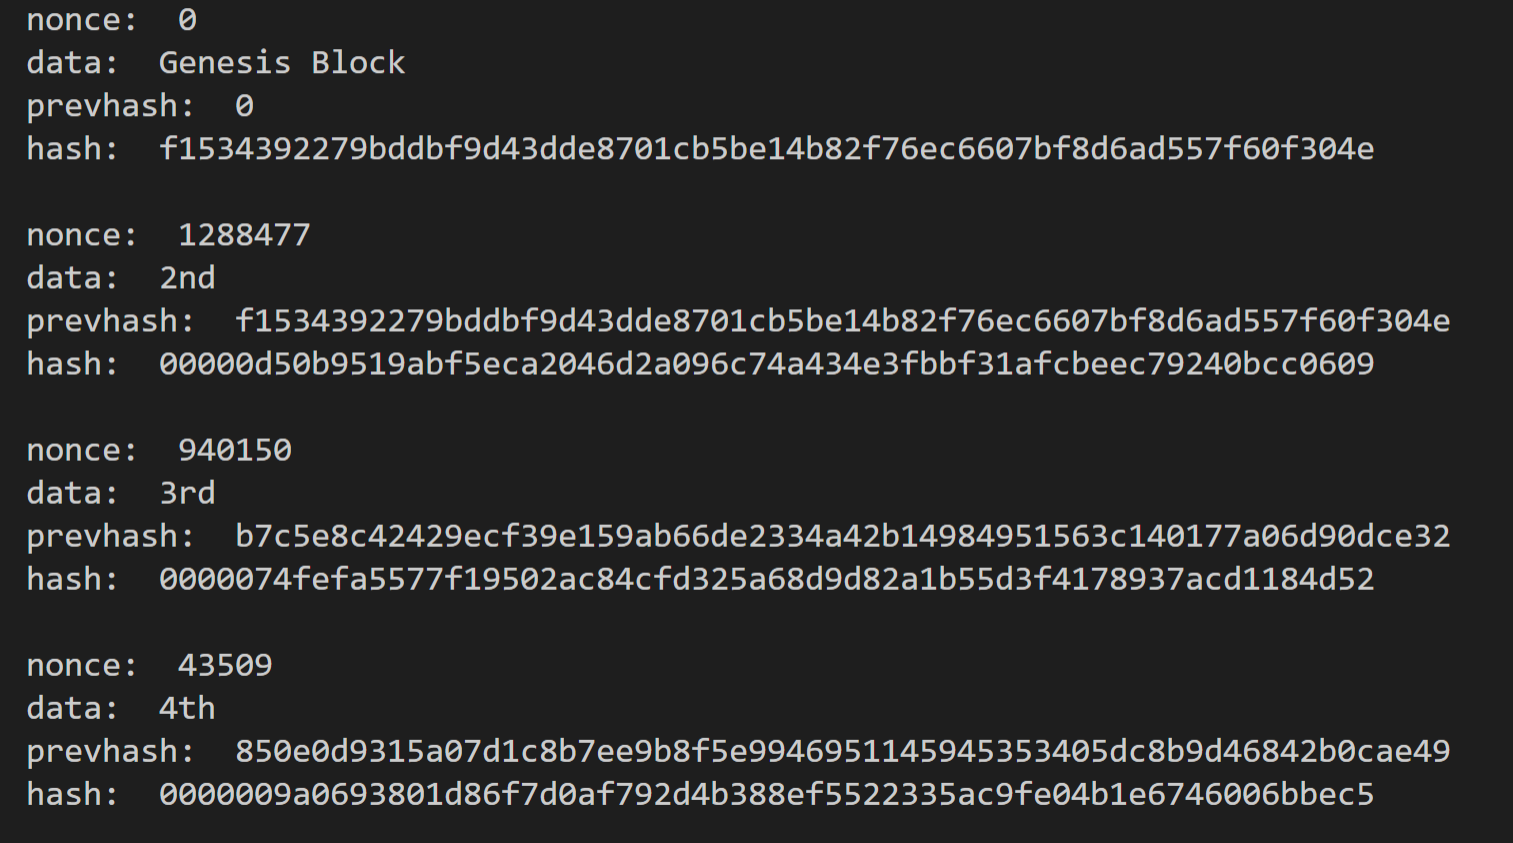 nonce:  0
data:  Genesis Block
prevhash:  0
hash:  f1534392279bddbf9d43dde8701cb5be14b82f76ec6607bf8d6ad557f60f304e
nonce:  1288477
data:  2nd
prevhash:  f1534392279bddbf9d43dde8701cb5be14b82f76ec6607bf8d6ad557f60f304e
hash:  00000d50b9519abf5eca2046d2a096c74a434e3fbbf31afcbeec79240bcc0609
nonce:  940150
data:  3rd
prevhash:  b7c5e8c42429ecf39e159ab66de2334a42b14984951563c140177a06d90dce32
hash:  0000074fefa5577f19502ac84cfd325a68d9d82a1b55d3f4178937acd1184d52
nonce:  43509
data:  4th
prevhash:  850e0d9315a07d1c8b7ee9b8f5e9946951145945353405dc8b9d46842b0cae49
hash:  0000009a0693801d86f7d0af792d4b388ef5522335ac9fe04b1e6746006bbec5